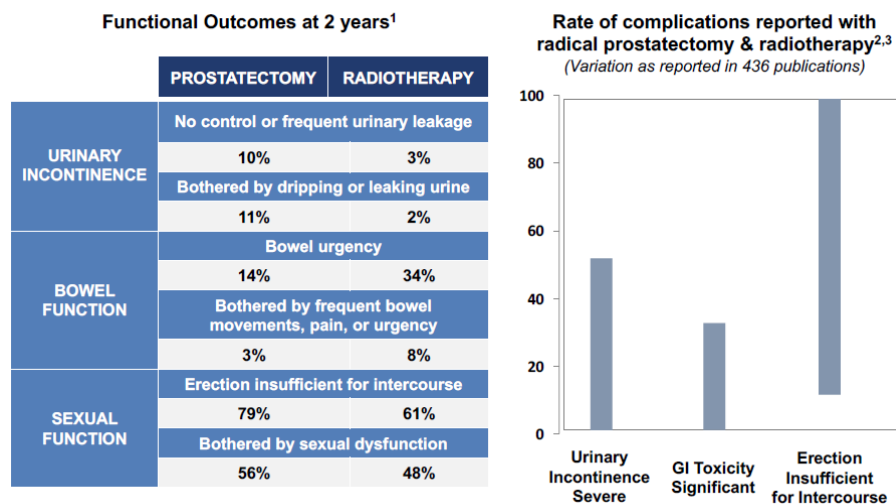 Functional Outcomes at 2 years1
PROSTATECTOMY RADIOTHERAPY
URINARY
INCONTINENCE
No control or frequent urinary leakage
10% 3%
Bothered by dripping or leaking urine
11% 2%
BOWEL
FUNCTION
Bowel urgency
14% 34%
Bothered by frequent bowel
movements, pain, or urgency
3% 8%
SEXUAL
FUNCTION
Erection insufficient for intercourse
79% 61%
Bothered by sexual dysfunction
56% 48%
Rate of complications reported with
radical prostatectomy & radiotherapy2,3
(Variation as reported in 436 publications)
100
80
60
40
20
0
Urinary
Incontinence
Severe
GI Toxicity
Significant
Erection
Insufficient
for Intercourse